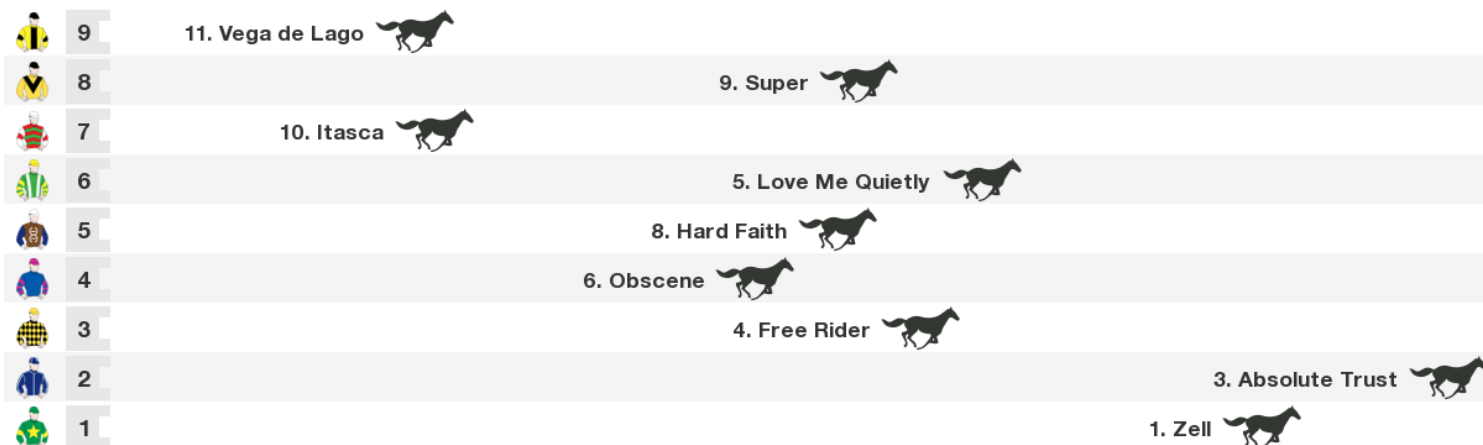 9 11. Vega de Lago
8 9. Super
7 10. Itasca
6 5. Love Me Quietly
5 8. Hard Faith
4 6. Obscene
3 4. Free Rider
2 3. Absolute Trust
1 1. Zell